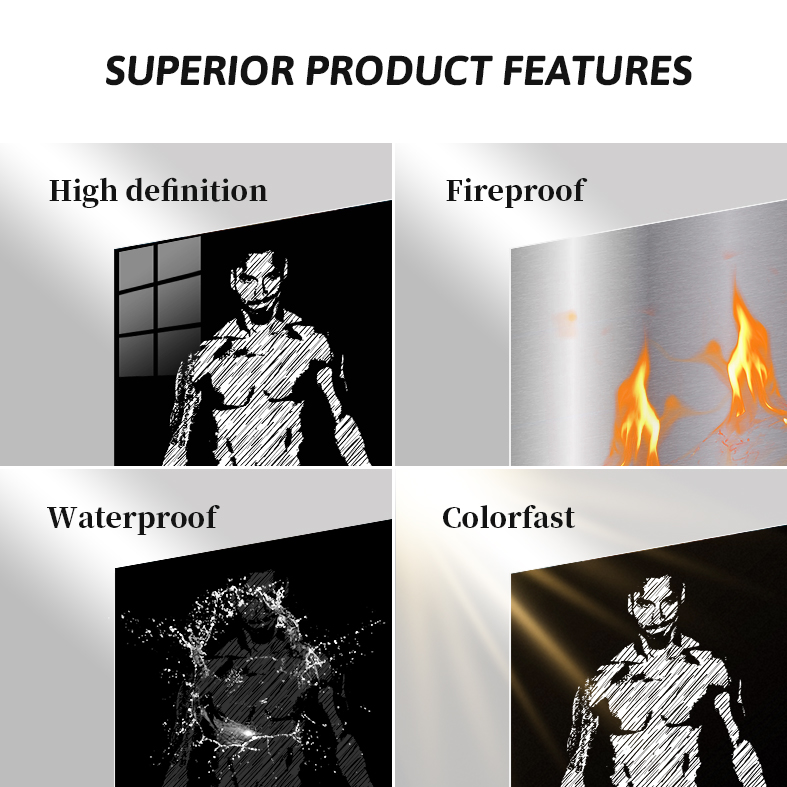 SUPERIOR PRODUCT FEATURES
High definition
Fireproof
Waterproof
Colorfast